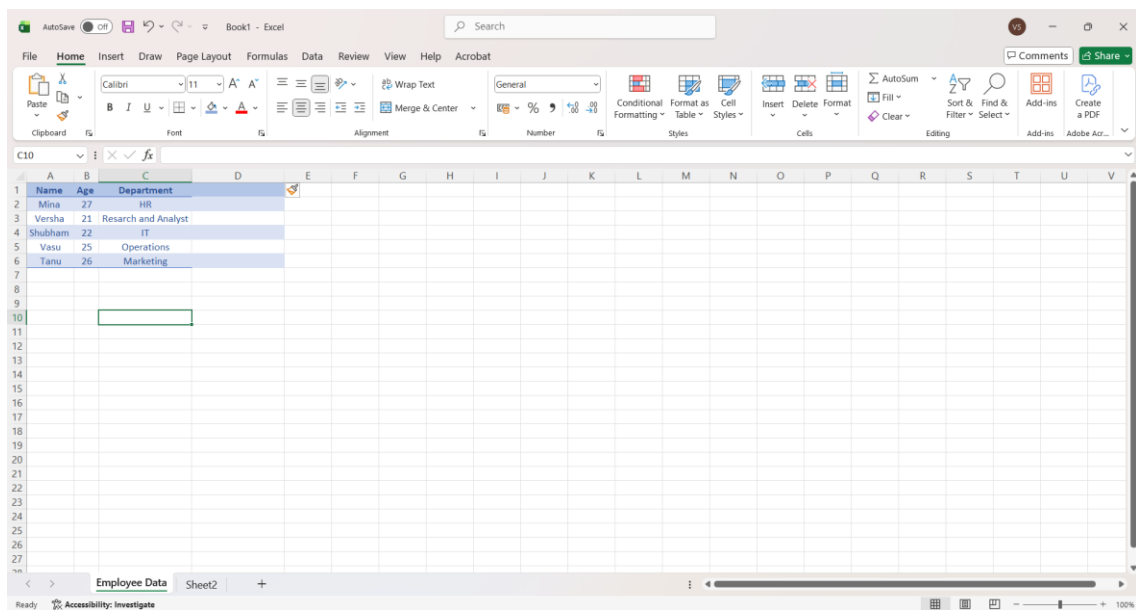 AutoSave Off Book1 - Excel Search VS
File Home Insert Draw Page Layout Formulas Data Review View Help Acrobat Comments Share
Paste Calibri 11 A^ A˅ Wrap Text General Conditional Formatting Format as Table Cell Styles Insert Delete Format AutoSum Sort & Filter Find & Select Add-ins Create a PDF
B I U A Merge & Center % 9 Fill
Clear
Clipboard Font Alignment Number Styles Cells Editing Add-ins Adobe Acr...
C10 fx
A B C D E F G H I J K L M N O P Q R S T U V
1 Name Age Department
2 Mina 27 HR
3 Versha 21 Resarch and Analyst
4 Shubham 22 IT
5 Vasu 25 Operations
6 Tanu 26 Marketing
7
8
9
10
11
12
13
14
15
16
17
18
19
20
21
22
23
24
25
26
27
Employee Data Sheet2 +
Ready Accessibility: Investigate 100%